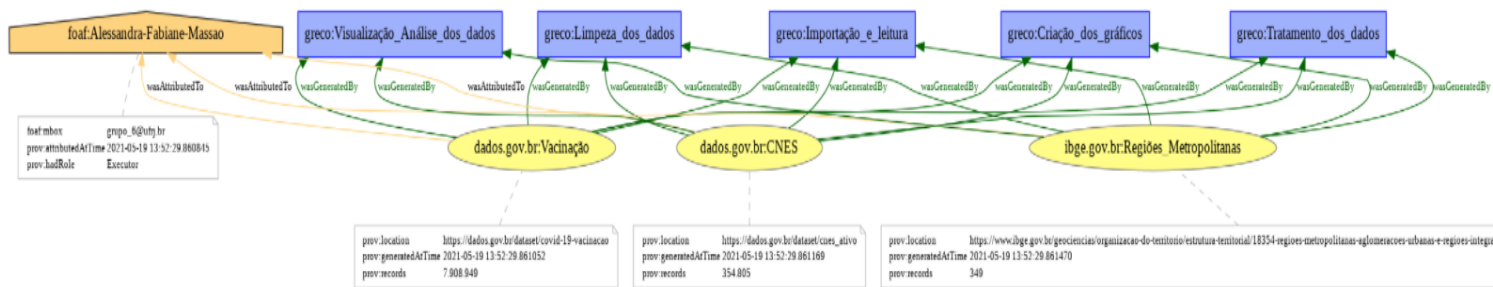 foaf:Alessandra-Fabiane-Massao
greco:Visualização_Análise_dos_dados
greco:Limpeza_dos_dados
greco:Importação_e_leitura
greco:Criação_dos_gráficos
greco:Tratamento_dos_dados
wasAttributedTo
wasAttributedTo
wasGeneratedBy
wasGeneratedBy
wasAttributedTo
wasGeneratedBy
wasGeneratedBy
wasGeneratedBy
wasGeneratedBy
wasGeneratedBy
wasGeneratedBy
wasGeneratedBy
wasGeneratedBy
wasGeneratedBy
wasGeneratedBy
wasGeneratedBy
wasGeneratedBy
wasGeneratedBy
foaf:mbox grupo_6@ufrj.br
prov:attributedAtTime 2021-05-19 13:52:29.860845
prov:hadRole Executor
dados.gov.br:Vacinação
dados.gov.br:CNES
ibge.gov.br:Regiões_Metropolitanas
prov:location https://dados.gov.br/dataset/covid-19-vacinacao
prov:generatedAtTime 2021-05-19 13:52:29.861052
prov:records 7.908.949
prov:location https://dados.gov.br/dataset/cnes_ativo
prov:generatedAtTime 2021-05-19 13:52:29.861169
prov:records 354.805
prov:location https://www.ibge.gov.br/geociencias/organizacao-do-territorio/estrutura-territorial/18354-regioes-metropolitanas-aglomeracoes-urbanas-e-regioes-integra
prov:generatedAtTime 2021-05-19 13:52:29.861470
prov:records 349